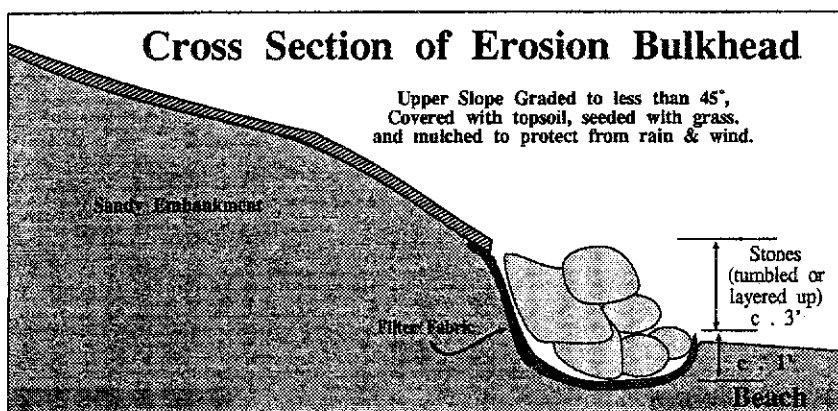 Cross Section of Erosion Bulkhead
Upper Slope Graded to less than 45°,
Covered with topsoil, seeded with grass.
and mulched to protect from rain & wind.
Sandy Embankment
Stones
(tumbled or
layered up)
c . 3'
Filter Fabric
c . 1'
Beach